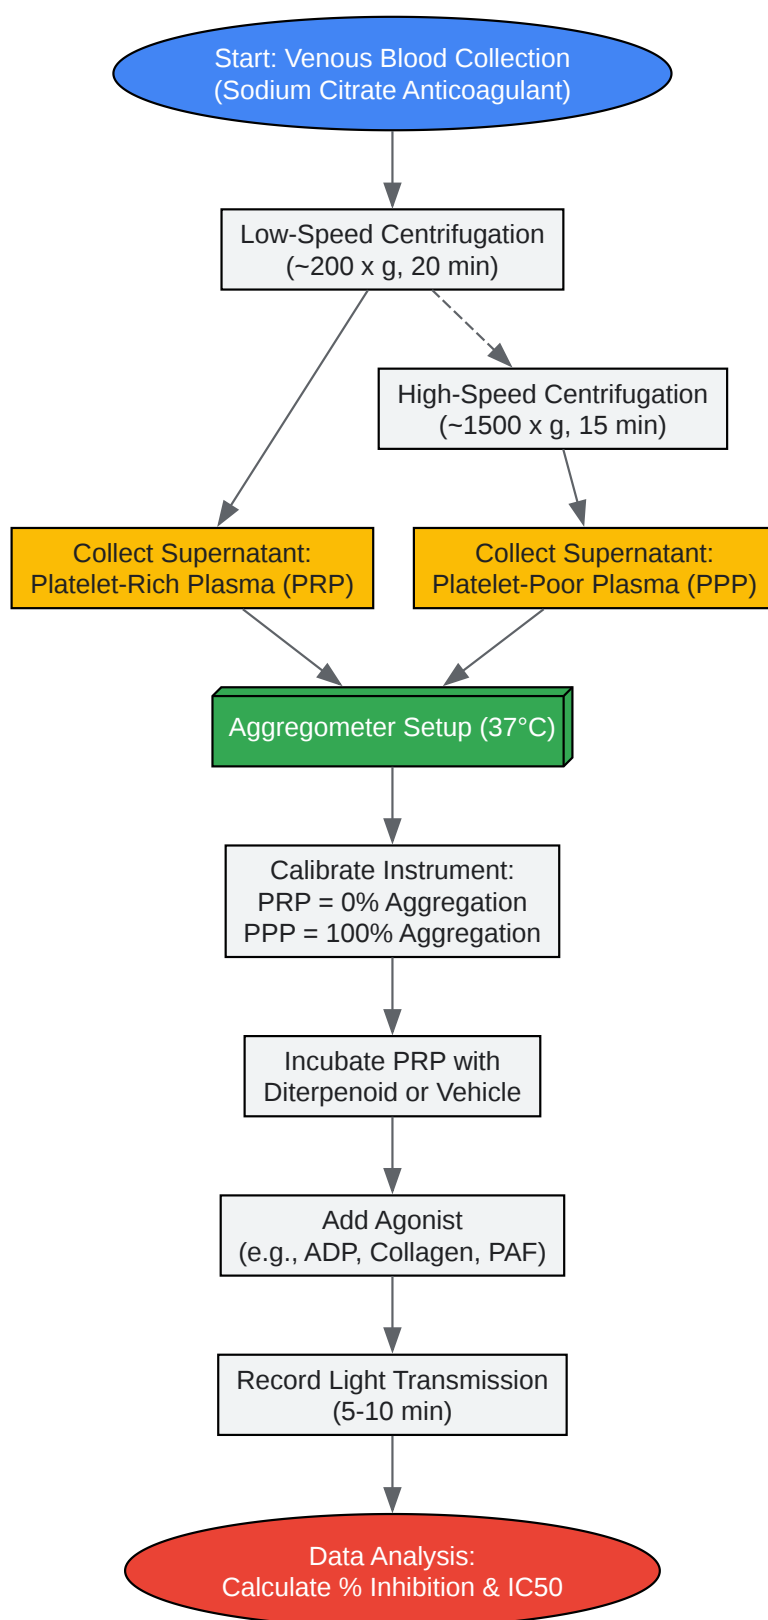 Start: Venous Blood Collection
(Sodium Citrate Anticoagulant)
Low-Speed Centrifugation
(~200 x g, 20 min)
High-Speed Centrifugation
(~1500 x g, 15 min)
Collect Supernatant:
Platelet-Rich Plasma (PRP)
Collect Supernatant:
Platelet-Poor Plasma (PPP)
Aggregometer Setup (37°C)
Calibrate Instrument:
PRP = 0% Aggregation
PPP = 100% Aggregation
Incubate PRP with
Diterpenoid or Vehicle
Add Agonist
(e.g., ADP, Collagen, PAF)
Record Light Transmission
(5-10 min)
Data Analysis:
Calculate % Inhibition & IC50